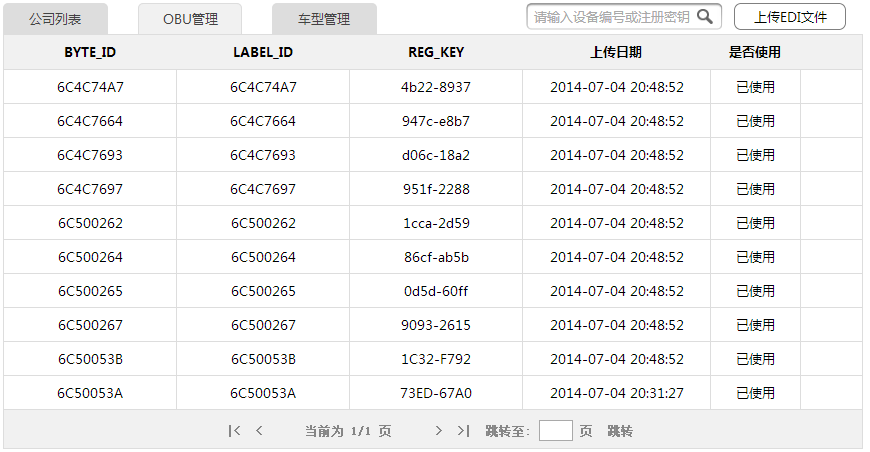 公司列表 OBU管理 车型管理 请输入设备编号或注册密钥 上传EDI文件
BYTE_ID LABEL_ID REG_KEY 上传日期 是否使用
6C4C74A7 6C4C74A7 4b22-8937 2014-07-04 20:48:52 已使用
6C4C7664 6C4C7664 947c-e8b7 2014-07-04 20:48:52 已使用
6C4C7693 6C4C7693 d06c-18a2 2014-07-04 20:48:52 已使用
6C4C7697 6C4C7697 951f-2288 2014-07-04 20:48:52 已使用
6C500262 6C500262 1cca-2d59 2014-07-04 20:48:52 已使用
6C500264 6C500264 86cf-ab5b 2014-07-04 20:48:52 已使用
6C500265 6C500265 0d5d-60ff 2014-07-04 20:48:52 已使用
6C500267 6C500267 9093-2615 2014-07-04 20:48:52 已使用
6C50053B 6C50053B 1C32-F792 2014-07-04 20:48:52 已使用
6C50053A 6C50053A 73ED-67A0 2014-07-04 20:31:27 已使用
|< < 当前为 1/1 页 > >| 跳转至: 页 跳转